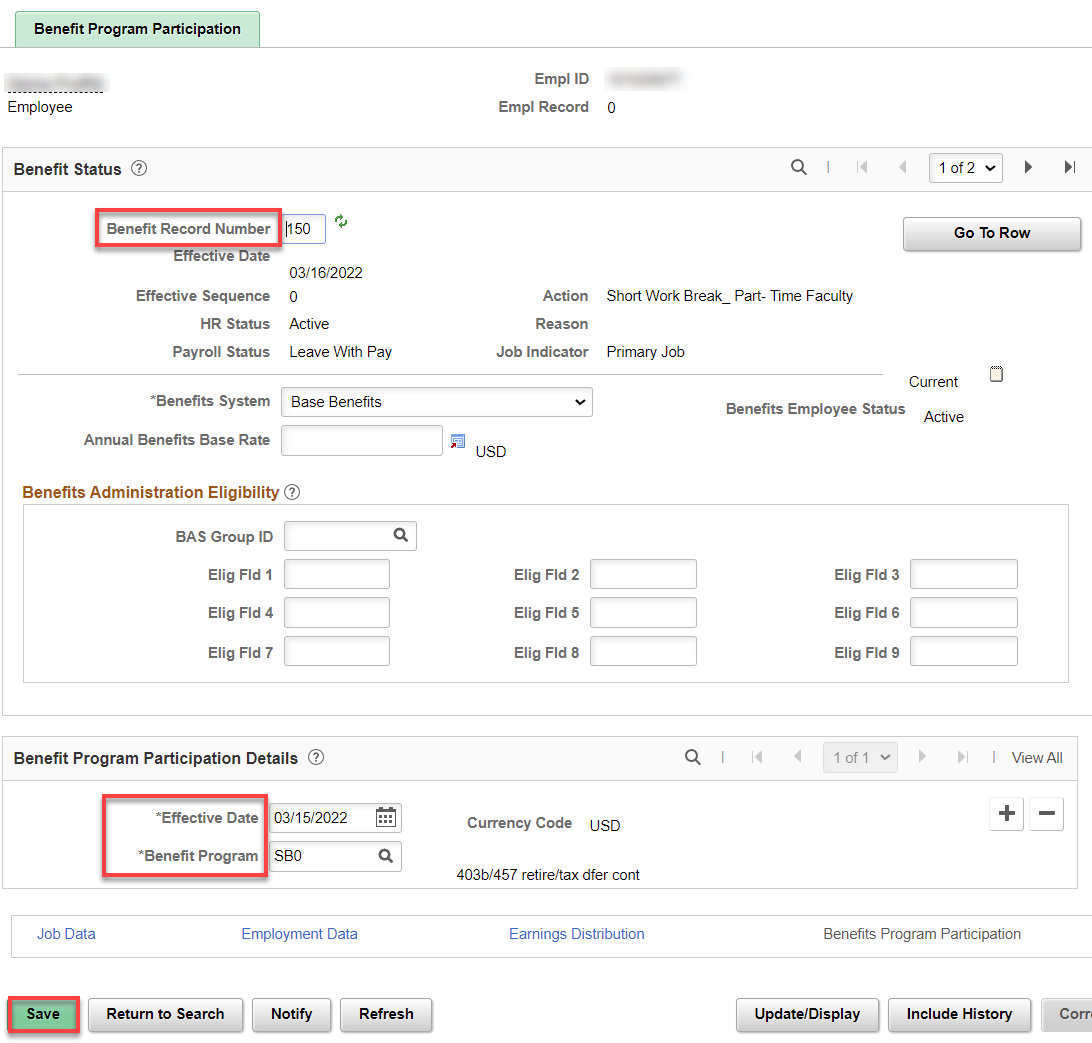 Benefit Program Participation
Empl ID
Employee
Empl Record 0
Benefit Status ?
1 of 2
Benefit Record Number 150
Go To Row
Effective Date
03/16/2022
Effective Sequence 0 Action Short Work Break_ Part- Time Faculty
HR Status Active Reason
Payroll Status Leave With Pay Job Indicator Primary Job
Current
*Benefits System Base Benefits
Benefits Employee Status Active
Annual Benefits Base Rate USD
Benefits Administration Eligibility ?
BAS Group ID
Elig Fld 1 Elig Fld 2 Elig Fld 3
Elig Fld 4 Elig Fld 5 Elig Fld 6
Elig Fld 7 Elig Fld 8 Elig Fld 9
Benefit Program Participation Details ? 1 of 1 View All
*Effective Date 03/15/2022 Currency Code USD
*Benefit Program SB0
403b/457 retire/tax dfer cont
Job Data Employment Data Earnings Distribution Benefits Program Participation
Save Return to Search Notify Refresh Update/Display Include History Corr